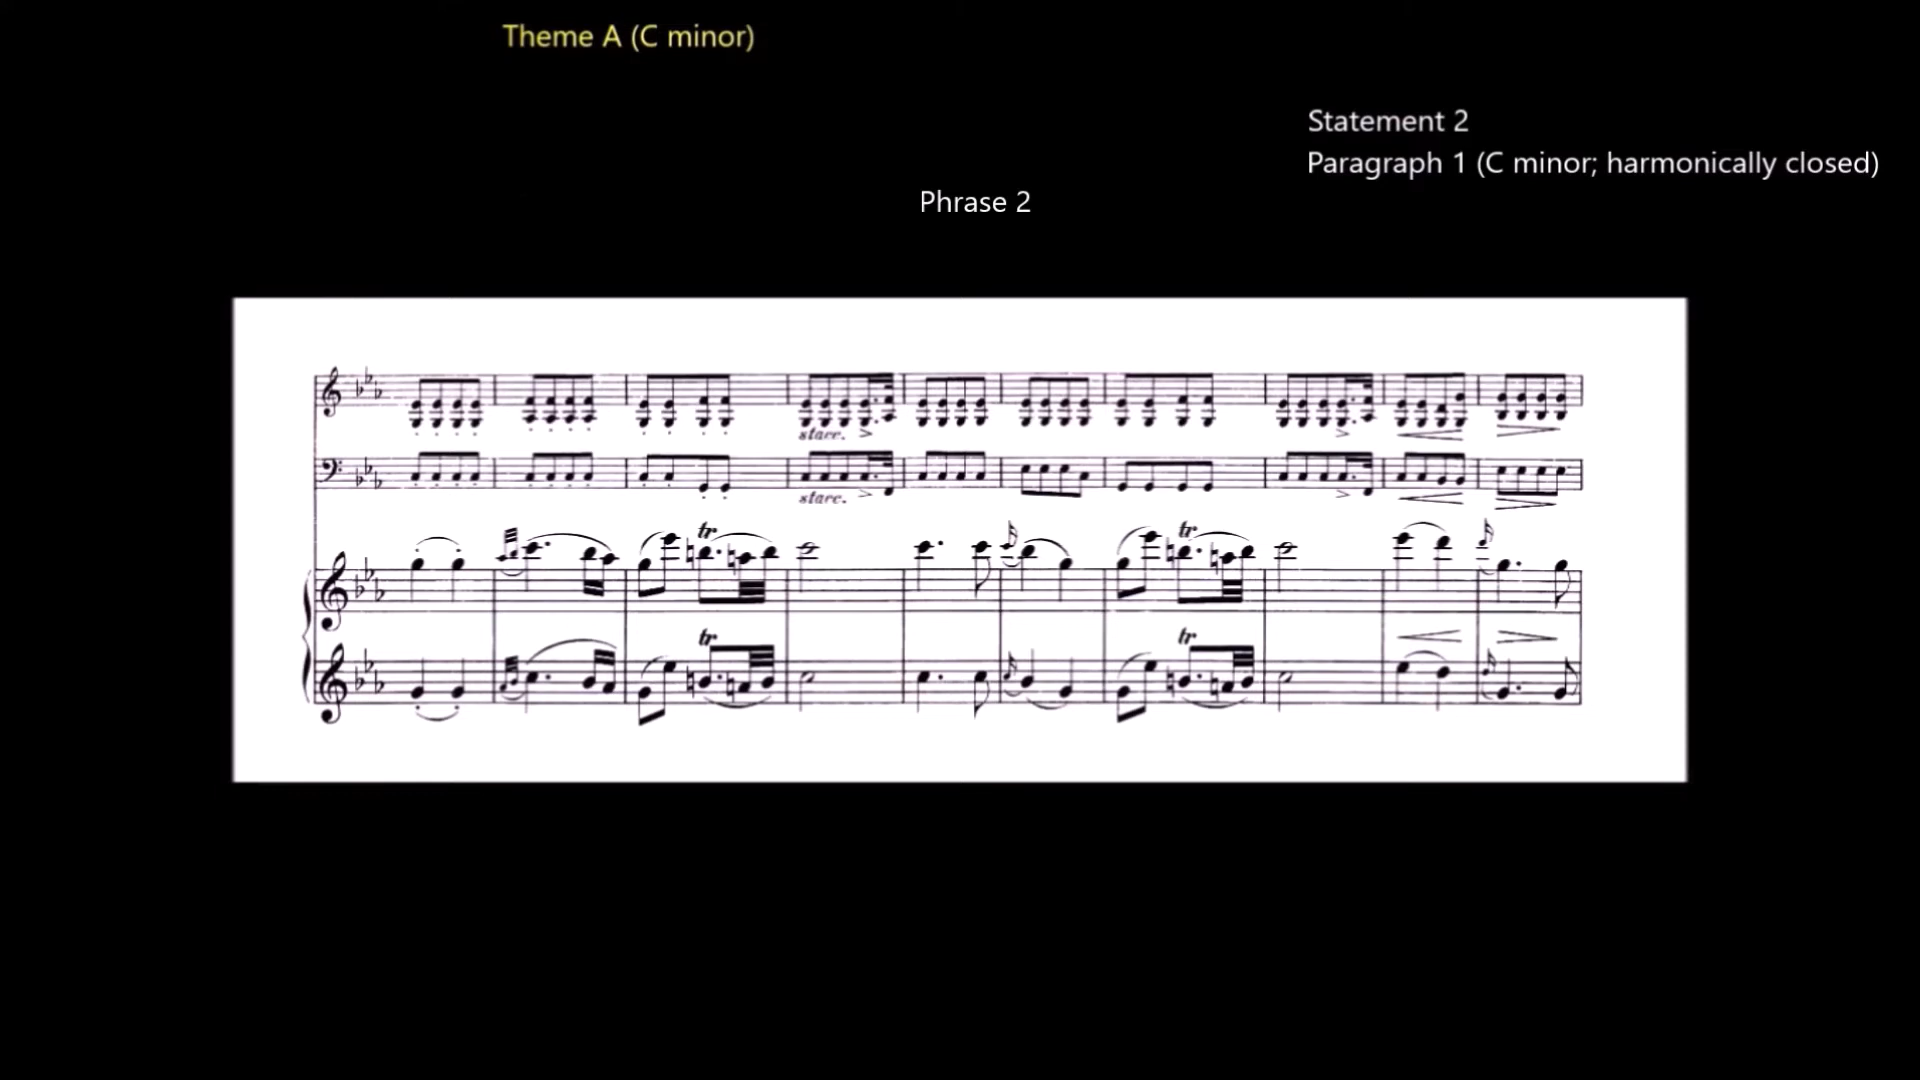 Theme A (C minor)
Statement 2
Paragraph 1 (C minor; harmonically closed)
Phrase 2
stacc.
stacc.
tr tr
tr tr